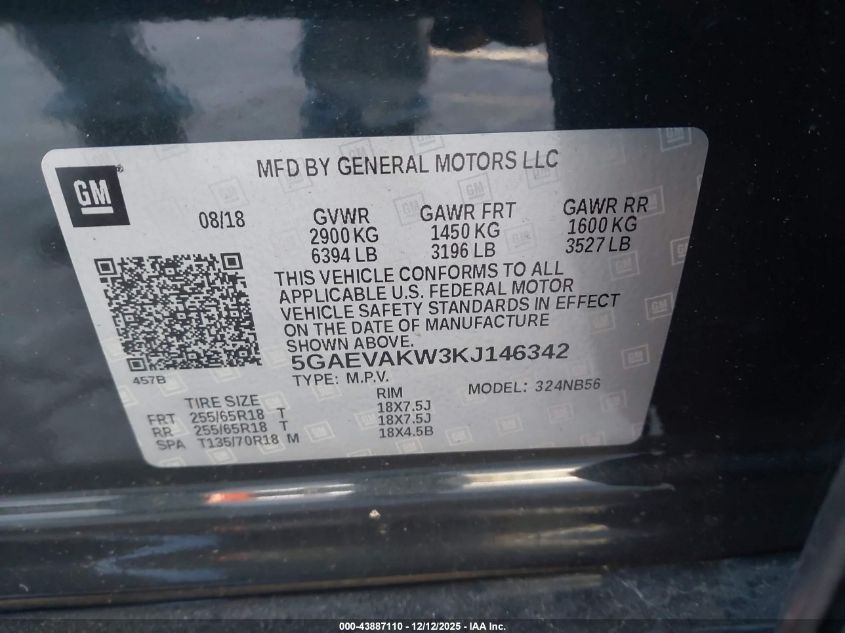 GM
MFD BY GENERAL MOTORS LLC
08/18 GVWR GAWR FRT GAWR RR
2900 KG 1450 KG 1600 KG
6394 LB 3196 LB 3527 LB
THIS VEHICLE CONFORMS TO ALL
APPLICABLE U.S. FEDERAL MOTOR
VEHICLE SAFETY STANDARDS IN EFFECT
ON THE DATE OF MANUFACTURE
SHOWN ABOVE.
5GAEVAKW3KJ146342
457B
TYPE: M.P.V. MODEL: 324NB56
TIRE SIZE RIM
FRT 255/65R18 T 18X7.5J
RR 255/65R18 T 18X7.5J
SPA T135/70R18 M 18X4.5B
000-43887110 - 12/12/2025 - IAA Inc.